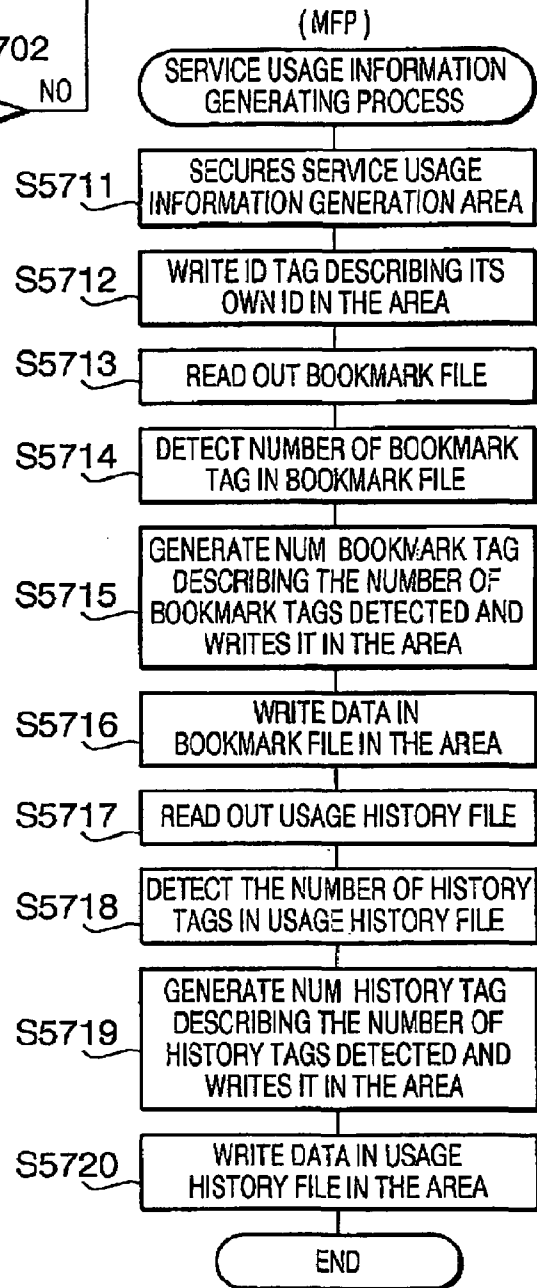 702
NO
(MFP)
SERVICE USAGE INFORMATION
GENERATING PROCESS
S5711
SECURES SERVICE USAGE
INFORMATION GENERATION AREA
S5712
WRITE ID TAG DESCRIBING ITS
OWN ID IN THE AREA
S5713
READ OUT BOOKMARK FILE
S5714
DETECT NUMBER OF BOOKMARK
TAG IN BOOKMARK FILE
S5715
GENERATE NUM BOOKMARK TAG
DESCRIBING THE NUMBER OF
BOOKMARK TAGS DETECTED AND
WRITES IT IN THE AREA
S5716
WRITE DATA IN
BOOKMARK FILE IN THE AREA
S5717
READ OUT USAGE HISTORY FILE
S5718
DETECT THE NUMBER OF HISTORY
TAGS IN USAGE HISTORY FILE
S5719
GENERATE NUM HISTORY TAG
DESCRIBING THE NUMBER OF
HISTORY TAGS DETECTED AND
WRITES IT IN THE AREA
S5720
WRITE DATA IN USAGE
HISTORY FILE IN THE AREA
END